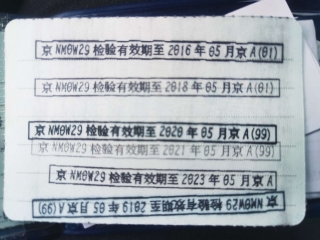 京 NM0W29 检验有效期至 2016 年 05 月京 A(01)
京 NM0W29 检验有效期至 2018 年 05 月京 A(01)
京 NM0W29 检验有效期至 2020 年 05 月京 A(99)
京 NM0W29 检验有效期至 2021 年 05 月京 A(99)
京 NM0W29 检验有效期至 2023 年 05 月京 A
京 NM0W29 检验有效期至 2019 年 05 月京 A(99)